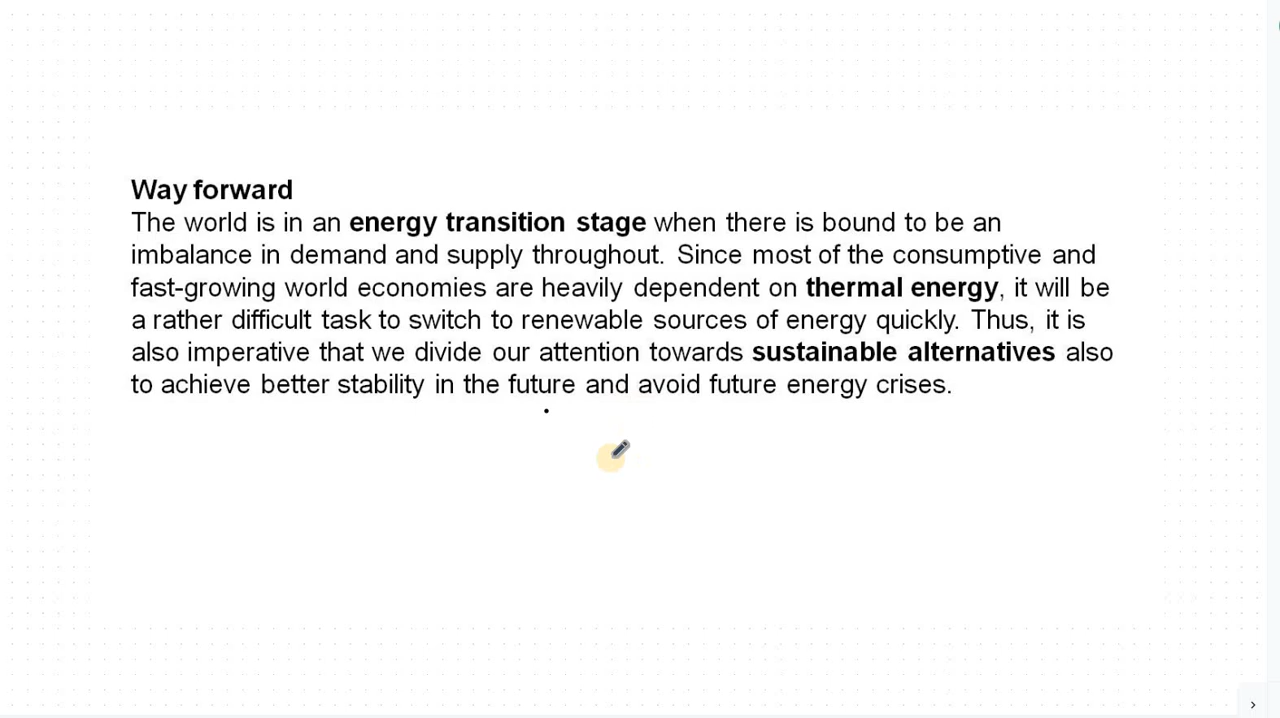 Way forward
The world is in an energy transition stage when there is bound to be an
imbalance in demand and supply throughout. Since most of the consumptive and
fast-growing world economies are heavily dependent on thermal energy, it will be
a rather difficult task to switch to renewable sources of energy quickly. Thus, it is
also imperative that we divide our attention towards sustainable alternatives also
to achieve better stability in the future and avoid future energy crises.